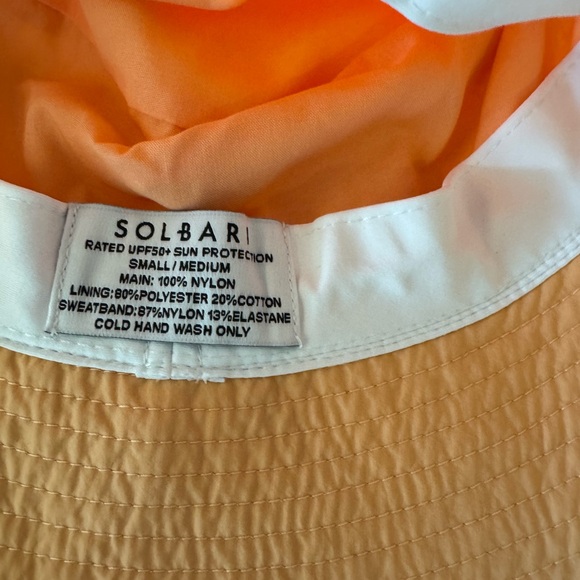 SOLBARI
RATED UPF50+ SUN PROTECTION
SMALL/MEDIUM
MAIN: 100% NYLON
LINING:80%POLYESTER 20%COTTON
SWEATBAND:87%NYLON 13%ELASTANE
COLD HAND WASH ONLY